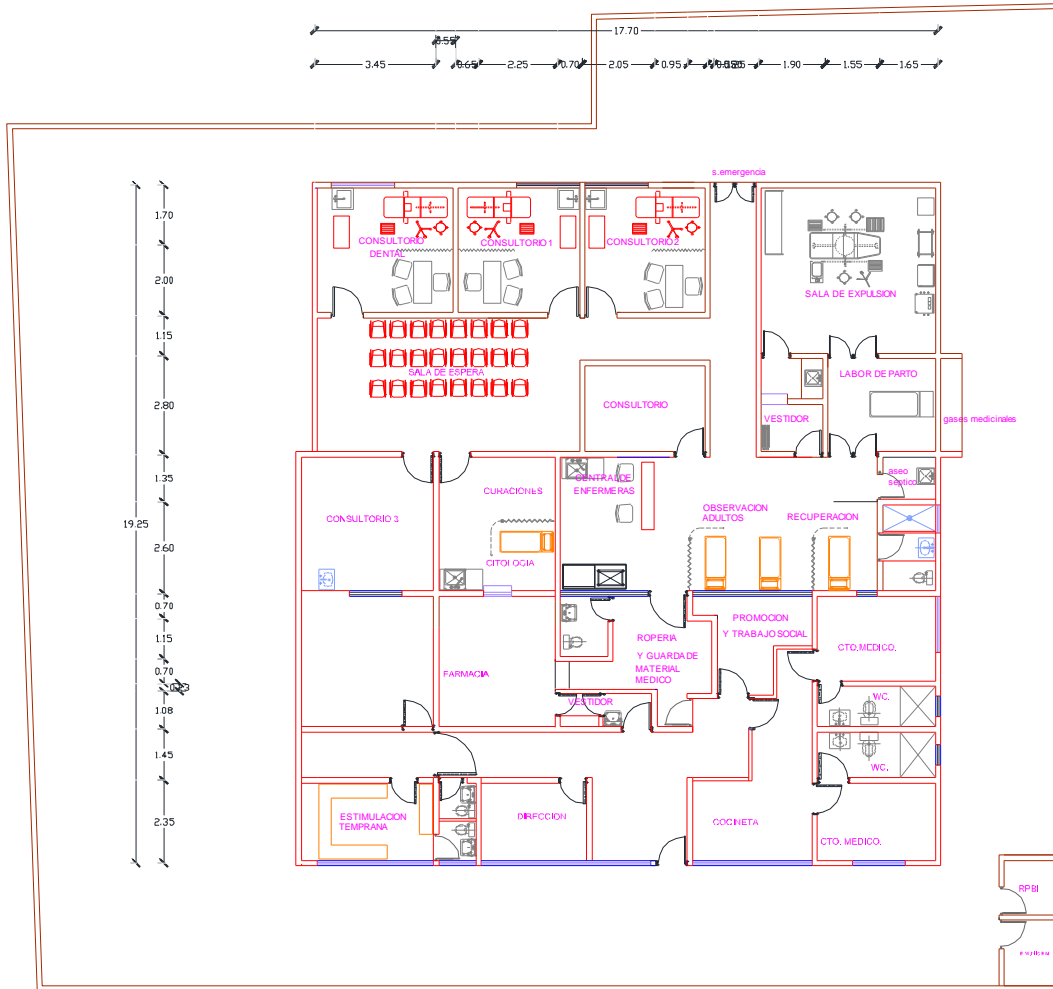 17.70
3.45
0.65
2.25
0.70
2.05
0.95
1.90
1.55
1.65
s.emergencia
1.70
2.00
1.15
2.80
1.35
19.25
2.60
0.70
1.15
0.70
1.08
1.45
2.35
CONSULTORIO
DENTAL
CONSULTORIO 1
CONSULTORIO 2
SALA DE EXPULSION
SALA DE ESPERA
LABOR DE PARTO
CONSULTORIO
VESTIDOR
gases medicinales
CONSULTORIO 3
CURACIONES
CITOLOGIA
CENTRAL DE
ENFERMERAS
OBSERVACION
ADULTOS
RECUPERACION
aseo
septico
FARMACIA
ROPERIA
Y GUARDA DE
MATERIAL
MEDICO
PROMOCION
Y TRABAJO SOCIAL
CTO. MEDICO.
VESTIDOR
WC.
WC.
ESTIMULACION
TEMPRANA
DIRECCION
COCINETA
CTO. MEDICO.
RPBI